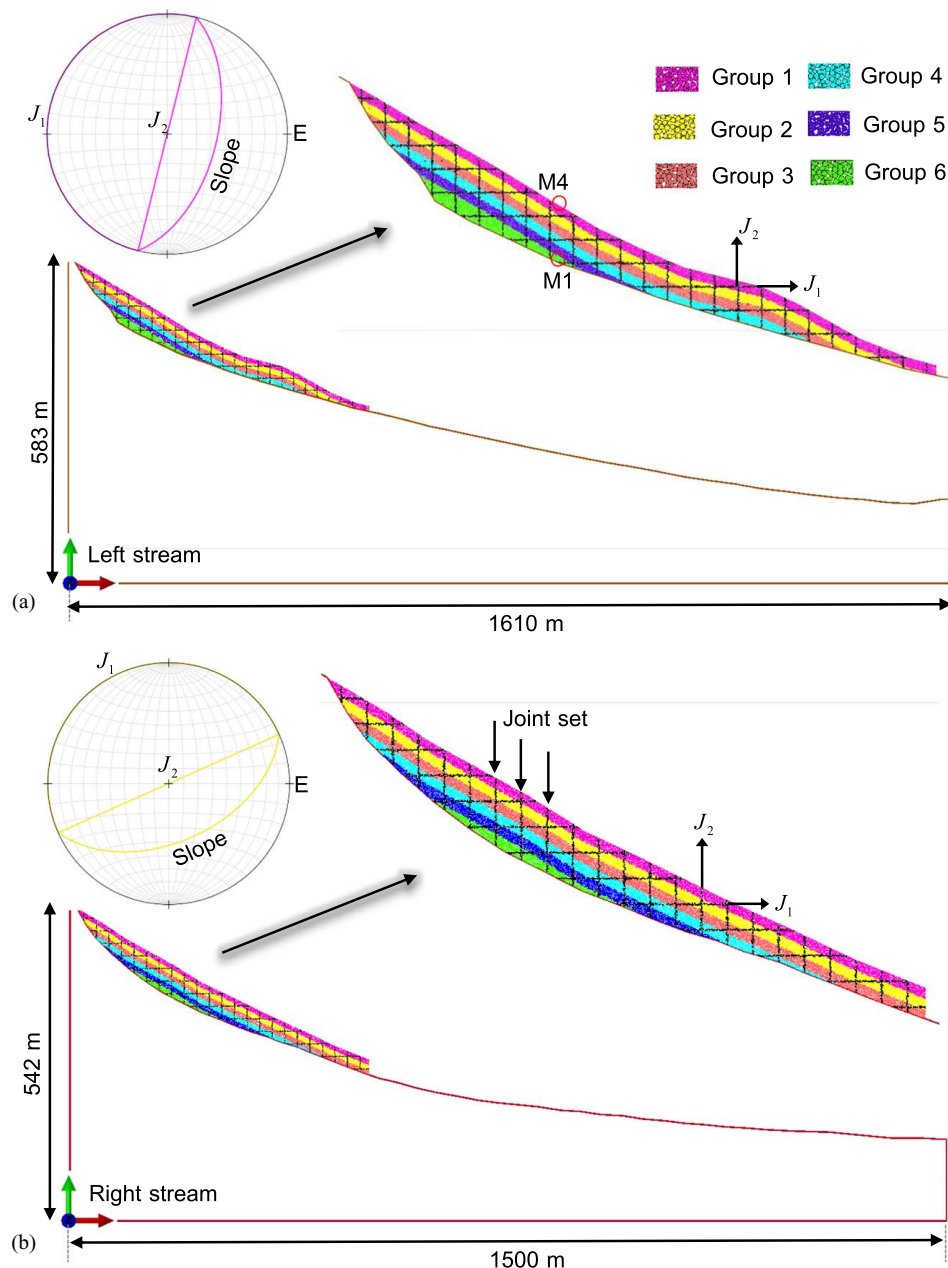 J1
J2
E
Slope
Group 1
Group 4
Group 2
Group 5
Group 3
Group 6
M4
M1
J2
J1
583 m
Left stream
(a)
1610 m
J1
J2
E
Slope
Joint set
J2
J1
542 m
Right stream
(b)
1500 m